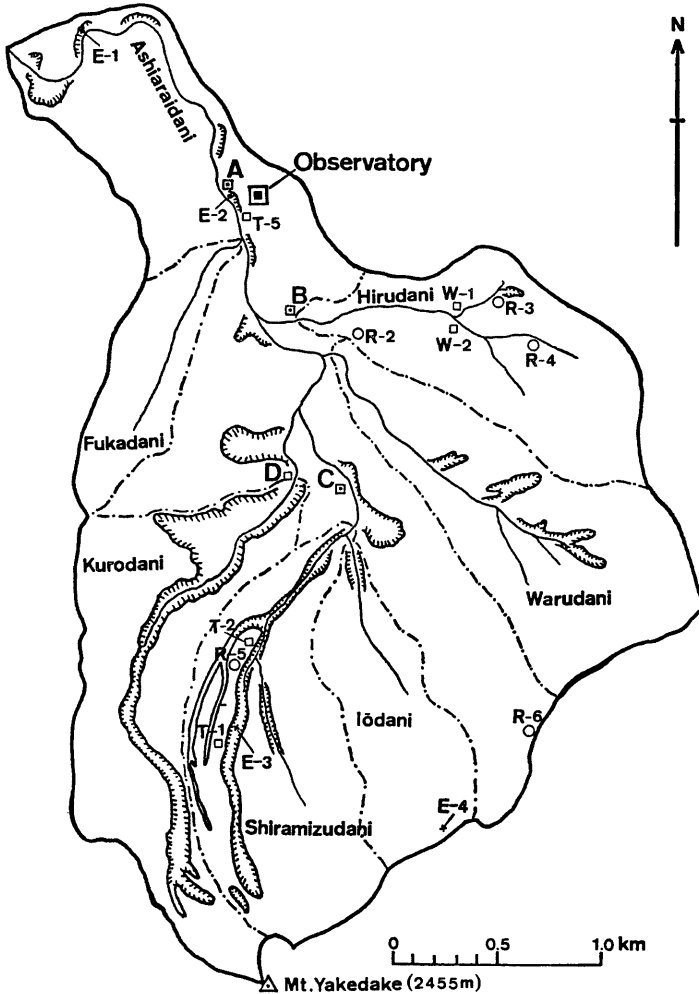 N
E-1
Ashiaraidani
A
Observatory
E-2
T-5
B
Hirudani
W-1
R-3
R-2
W-2
R-4
Fukadani
D
C
Kurodani
Warudani
T-2
R-5
Iōdani
R-6
T-1
E-3
E-4
Shiramizudani
0 0.5 1.0 km
Mt. Yakedake (2455m)